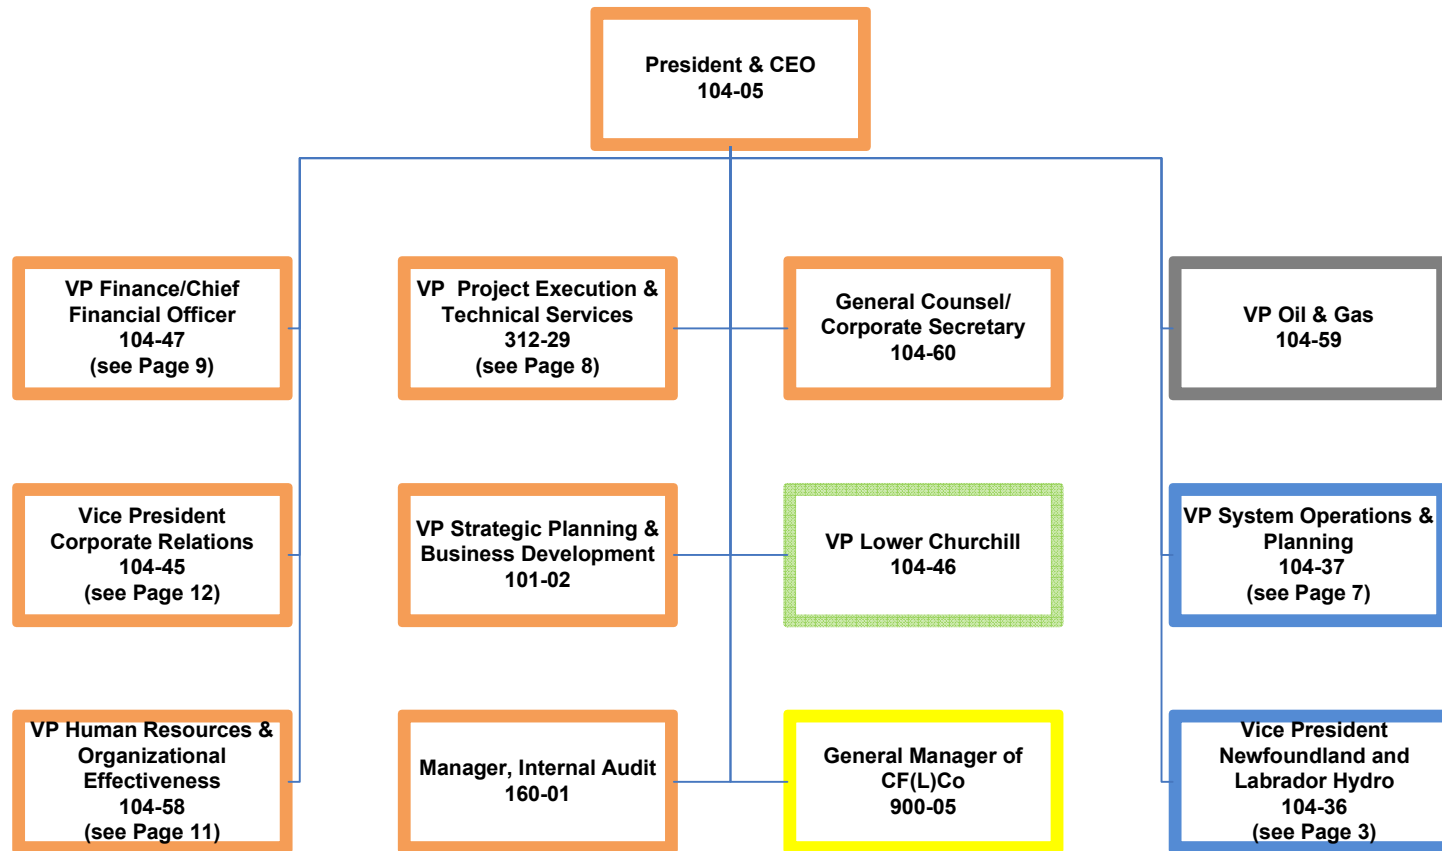 President & CEO
104-05
VP Finance/Chief
Financial Officer
104-47
(see Page 9)
VP Project Execution &
Technical Services
312-29
(see Page 8)
General Counsel/
Corporate Secretary
104-60
VP Oil & Gas
104-59
Vice President
Corporate Relations
104-45
(see Page 12)
VP Strategic Planning &
Business Development
101-02
VP Lower Churchill
104-46
VP System Operations &
Planning
104-37
(see Page 7)
VP Human Resources &
Organizational
Effectiveness
104-58
(see Page 11)
Manager, Internal Audit
160-01
General Manager of
CF(L)Co
900-05
Vice President
Newfoundland and
Labrador Hydro
104-36
(see Page 3)